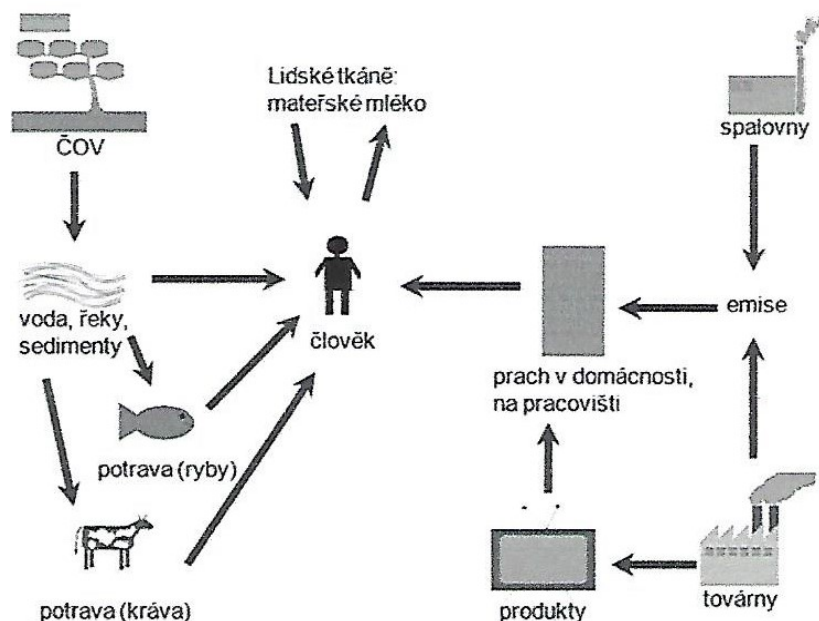 Lidské tkáně:
mateřské mléko
spalovny
ČOV
voda, řeky,
sedimenty
člověk
emise
prach v domácnosti,
na pracovišti
potrava (ryby)
potrava (kráva)
produkty
továrny